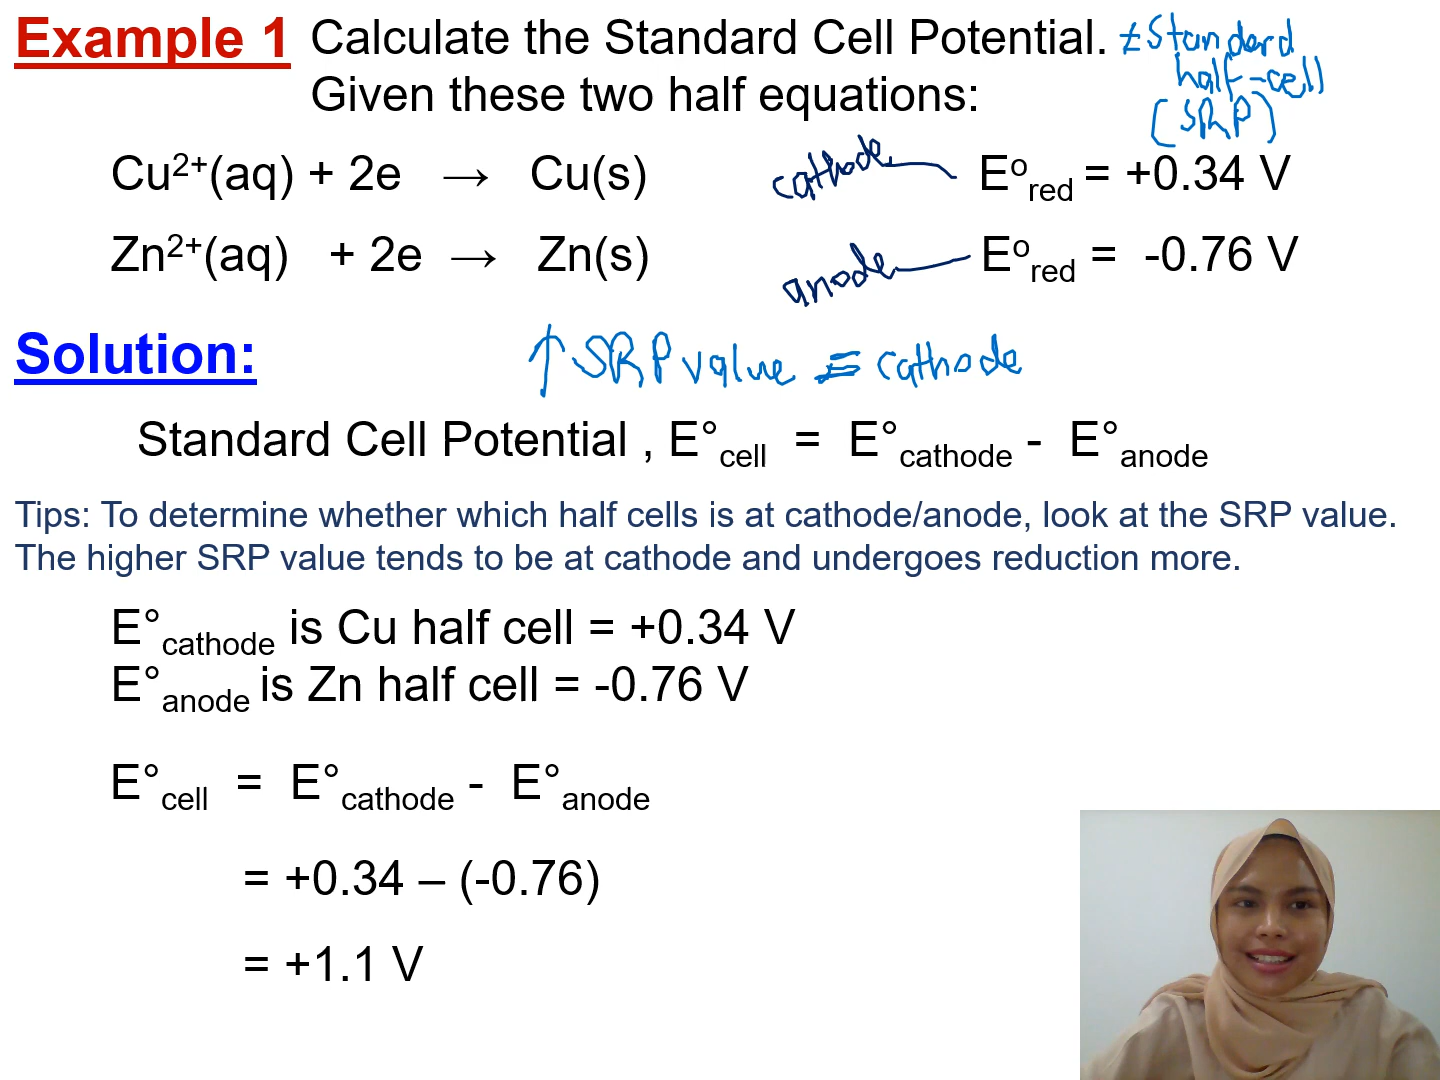 Example 1 Calculate the Standard Cell Potential. ≠ Standard
half-cell
Given these two half equations:
(SRP)
Cu²⁺(aq) + 2e → Cu(s) cathode E°red = +0.34 V
Zn²⁺(aq) + 2e → Zn(s) anode E°red = -0.76 V
Solution:
↑ SRP value = cathode
Standard Cell Potential , E°cell = E°cathode - E°anode
Tips: To determine whether which half cells is at cathode/anode, look at the SRP value.
The higher SRP value tends to be at cathode and undergoes reduction more.
E°cathode is Cu half cell = +0.34 V
E°anode is Zn half cell = -0.76 V
E°cell = E°cathode - E°anode
= +0.34 – (-0.76)
= +1.1 V